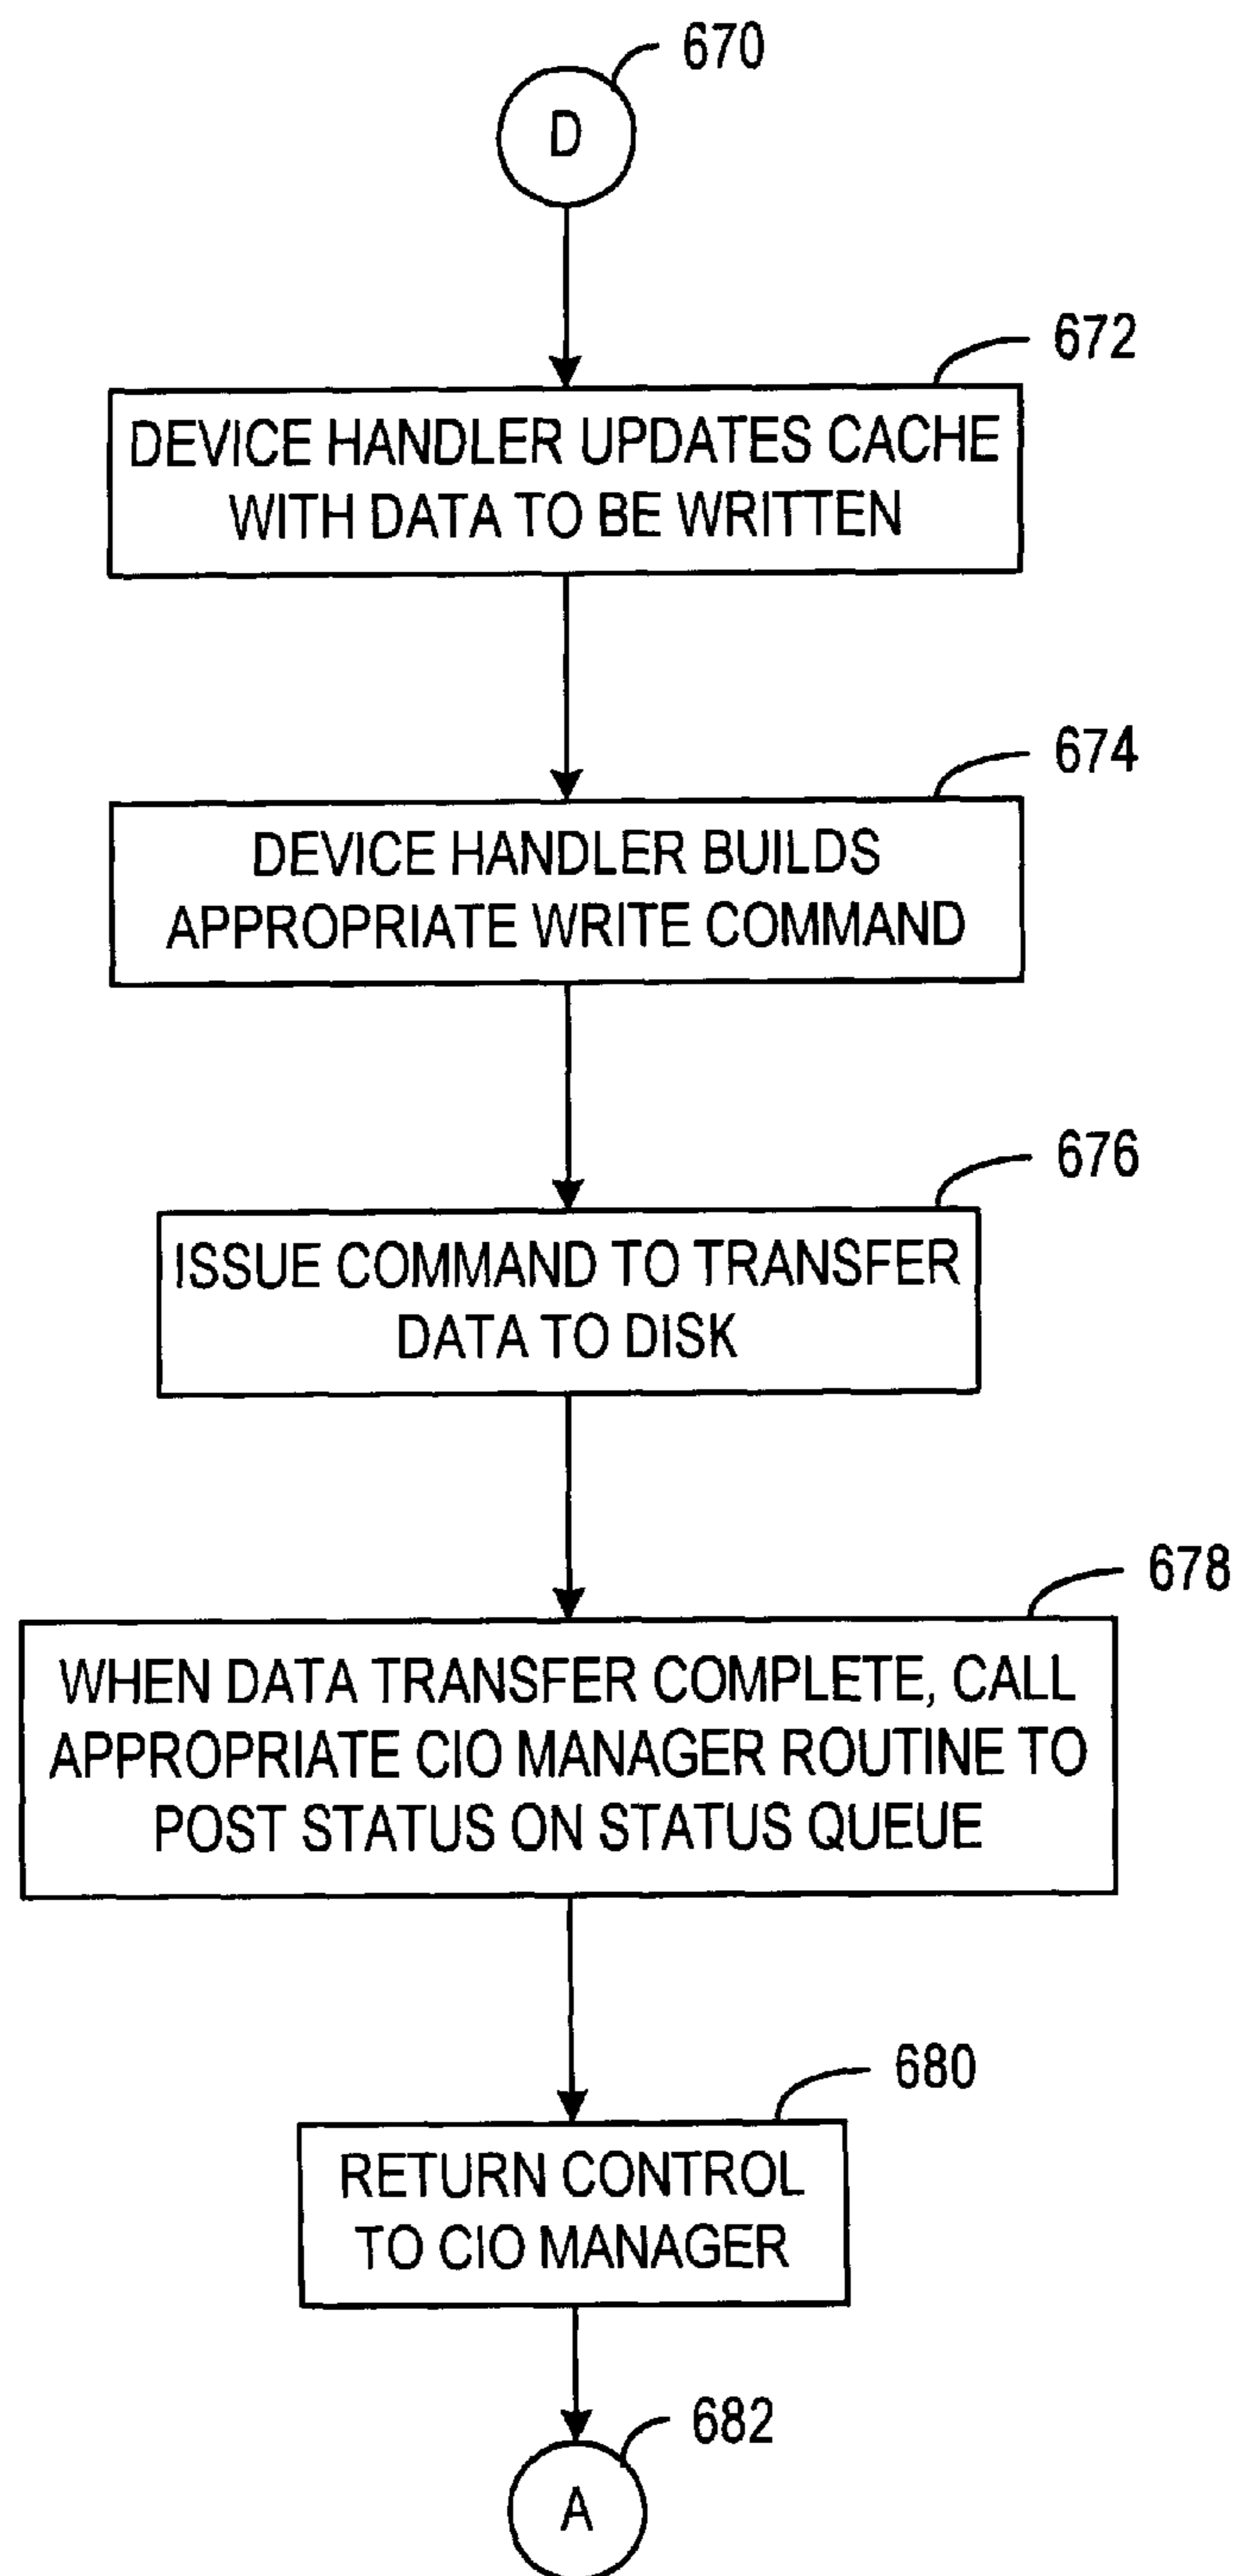 670
D
672
DEVICE HANDLER UPDATES CACHE
WITH DATA TO BE WRITTEN
674
DEVICE HANDLER BUILDS
APPROPRIATE WRITE COMMAND
676
ISSUE COMMAND TO TRANSFER
DATA TO DISK
678
WHEN DATA TRANSFER COMPLETE, CALL
APPROPRIATE CIO MANAGER ROUTINE TO
POST STATUS ON STATUS QUEUE
680
RETURN CONTROL
TO CIO MANAGER
682
A